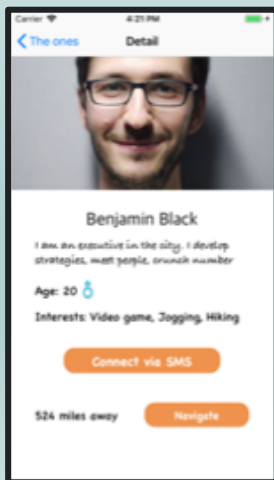 Carrier 4:21 PM
The ones Detail
Benjamin Black
I am an executive in the city. I develop
strategies, meet people, crunch number
Age: 20
Interests: Video game, Jogging, Hiking
Connect via SMS
524 miles away Navigate